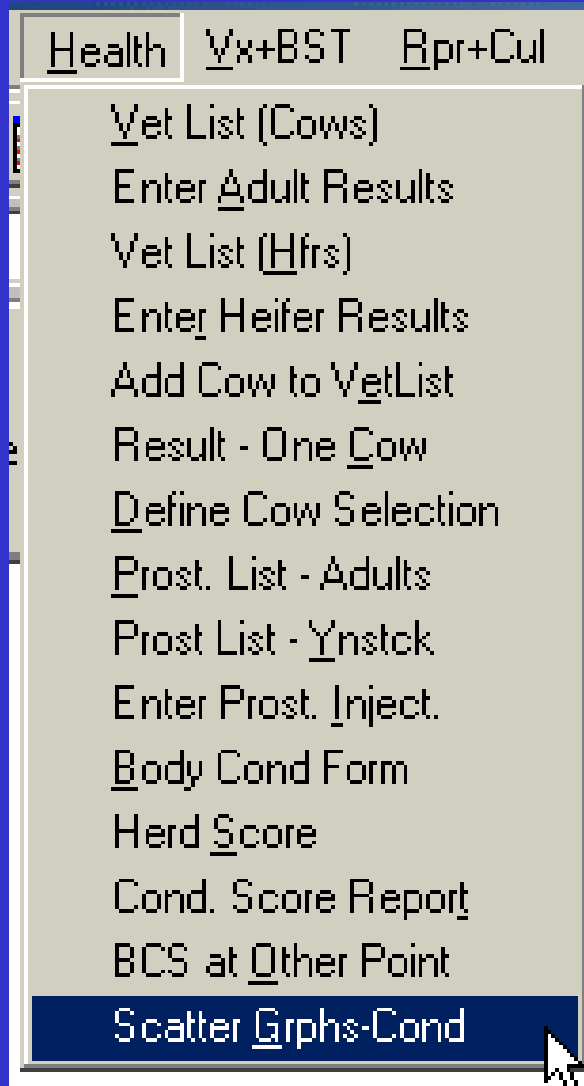 Health Vx+BST Rpr+Cul
Vet List (Cows)
Enter Adult Results
Vet List (Hfrs)
Enter Heifer Results
Add Cow to VetList
Result - One Cow
Define Cow Selection
Prost. List - Adults
Prost List - Ynstck
Enter Prost. Inject.
Body Cond Form
Herd Score
Cond. Score Report
BCS at Other Point
Scatter Grphs-Cond